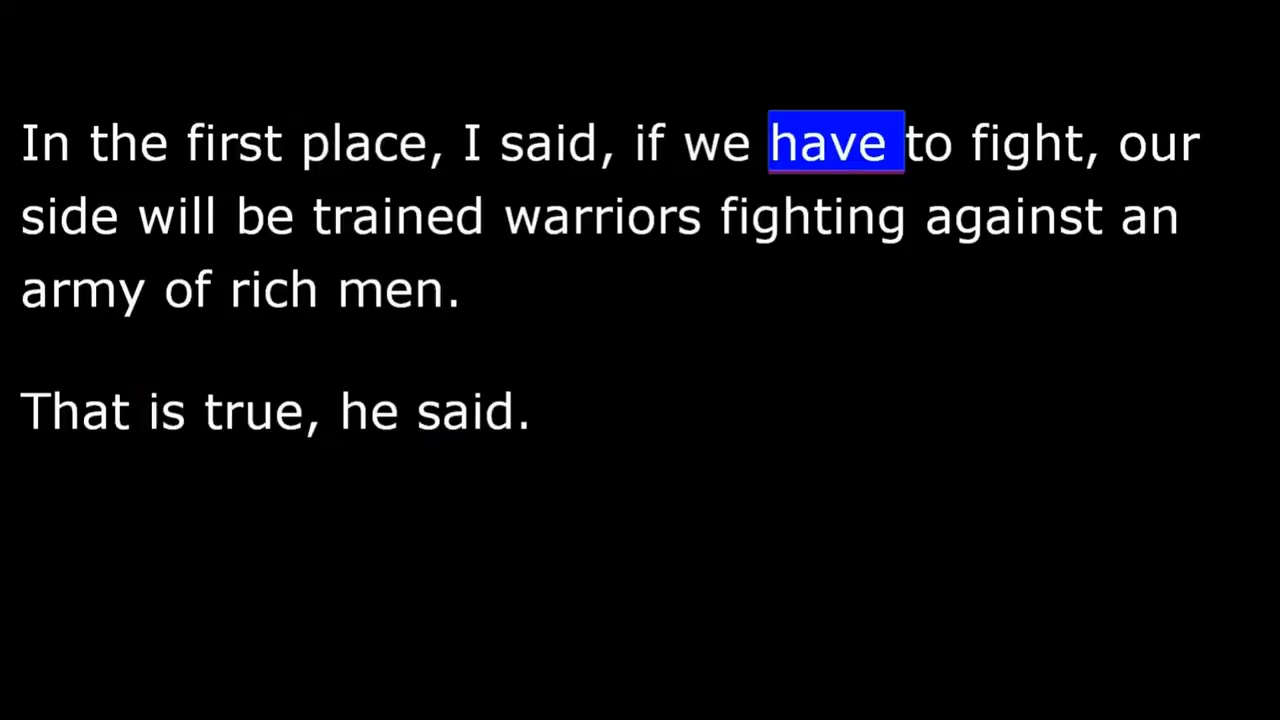 In the first place, I said, if we have to fight, our
side will be trained warriors fighting against an
army of rich men.
That is true, he said.